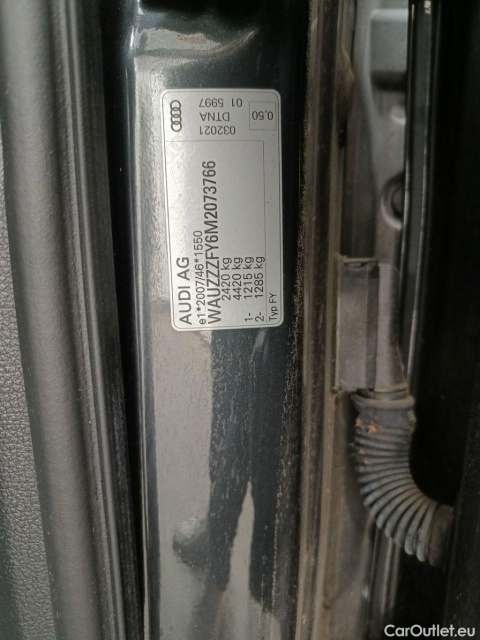 AUDI AG
e1*2007/46*1550
WAUZZZFY6M2073766
2420 kg
4420 kg
1- 1215 kg
2- 1285 kg
Typ FY
032021
DTNA
01 5997
0,50
CarOutlet.eu